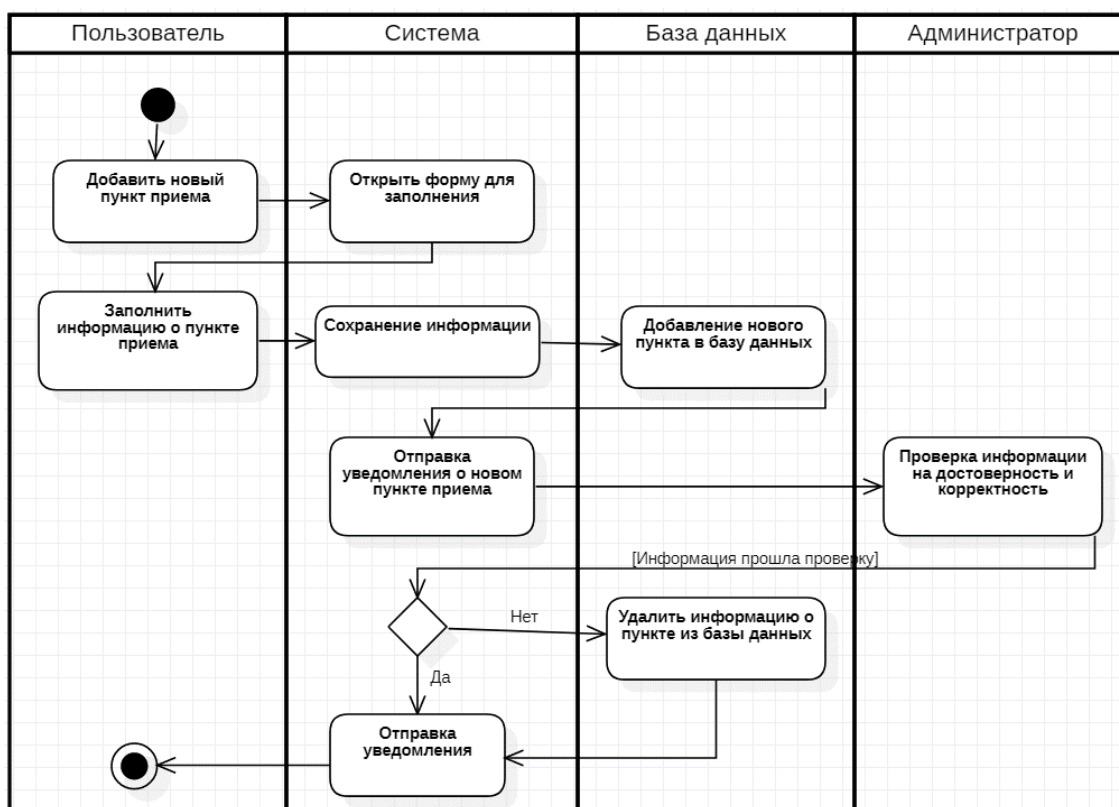 Пользователь
Система
База данных
Администратор
Добавить новый
пункт приема
Открыть форму для
заполнения
Заполнить
информацию о пункте
приема
Сохранение информации
Добавление нового
пункта в базу данных
Отправка
уведомления о новом
пункте приема
Проверка информации
на достоверность и
корректность
[Информация прошла проверку]
Нет
Удалить информацию о
пункте из базы данных
Да
Отправка
уведомления